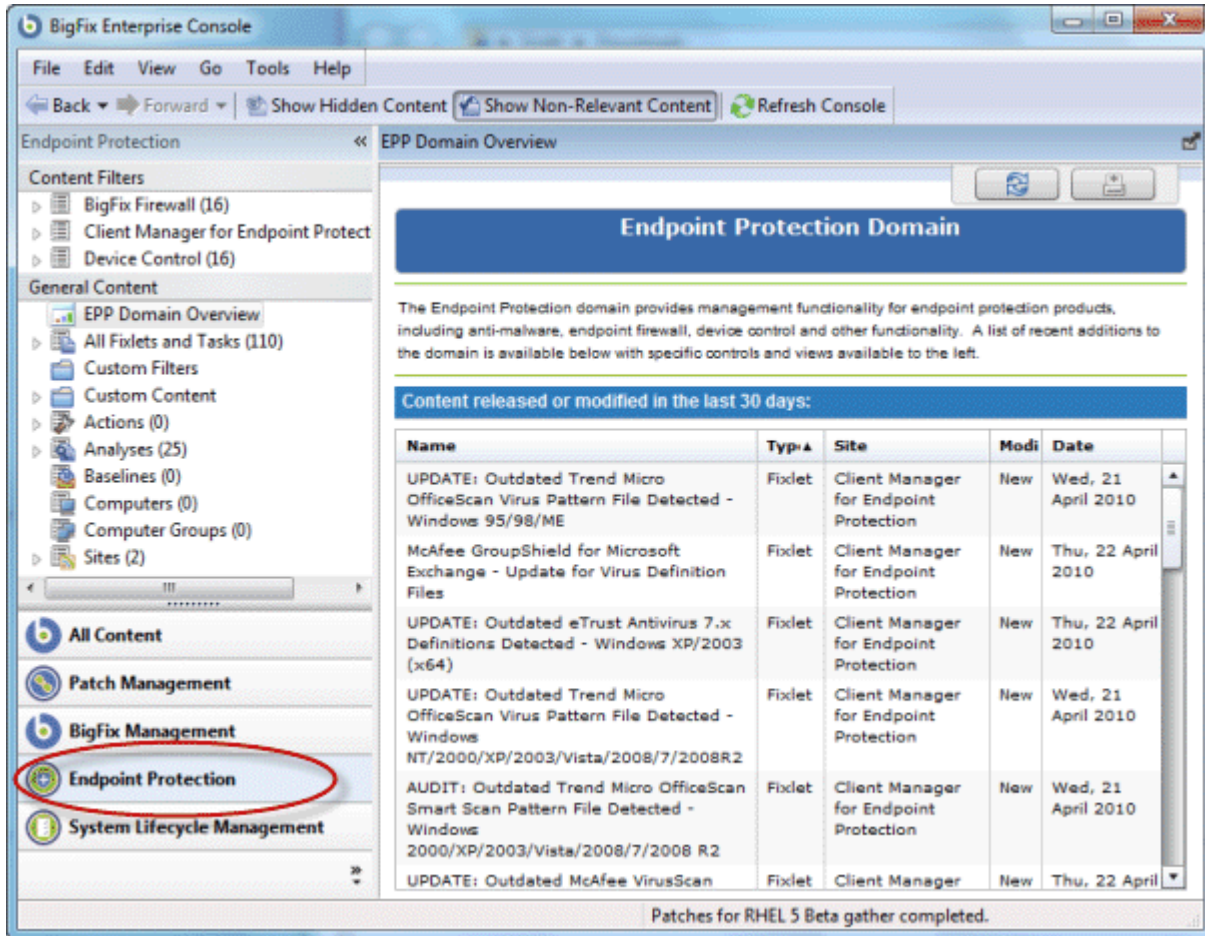 BigFix Enterprise Console
File Edit View Go Tools Help
Back Forward Show Hidden Content Show Non-Relevant Content Refresh Console
Endpoint Protection
Content Filters
BigFix Firewall (16)
Client Manager for Endpoint Protect
Device Control (16)
General Content
EPP Domain Overview
All Fixlets and Tasks (110)
Custom Filters
Custom Content
Actions (0)
Analyses (25)
Baselines (0)
Computers (0)
Computer Groups (0)
Sites (2)
All Content
Patch Management
BigFix Management
Endpoint Protection
System Lifecycle Management
EPP Domain Overview
Endpoint Protection Domain
The Endpoint Protection domain provides management functionality for endpoint protection products,
including anti-malware, endpoint firewall, device control and other functionality. A list of recent additions to
the domain is available below with specific controls and views available to the left.
Content released or modified in the last 30 days:
Name Typ Site Modi Date
UPDATE: Outdated Trend Micro Fixlet Client Manager New Wed, 21
OfficeScan Virus Pattern File Detected - for Endpoint April 2010
Windows 95/98/ME Protection
McAfee GroupShield for Microsoft Fixlet Client Manager New Thu, 22 April
Exchange - Update for Virus Definition for Endpoint 2010
Files Protection
UPDATE: Outdated eTrust Antivirus 7.x Fixlet Client Manager New Thu, 22 April
Definitions Detected - Windows XP/2003 for Endpoint 2010
(x64) Protection
UPDATE: Outdated Trend Micro Fixlet Client Manager New Wed, 21
OfficeScan Virus Pattern File Detected - for Endpoint April 2010
Windows Protection
NT/2000/XP/2003/Vista/2008/7/2008R2
AUDIT: Outdated Trend Micro OfficeScan Fixlet Client Manager New Wed, 21
Smart Scan Pattern File Detected - for Endpoint April 2010
Windows Protection
2000/XP/2003/Vista/2008/7/2008 R2
UPDATE: Outdated McAfee VirusScan Fixlet Client Manager New Thu, 22 April
Patches for RHEL 5 Beta gather completed.